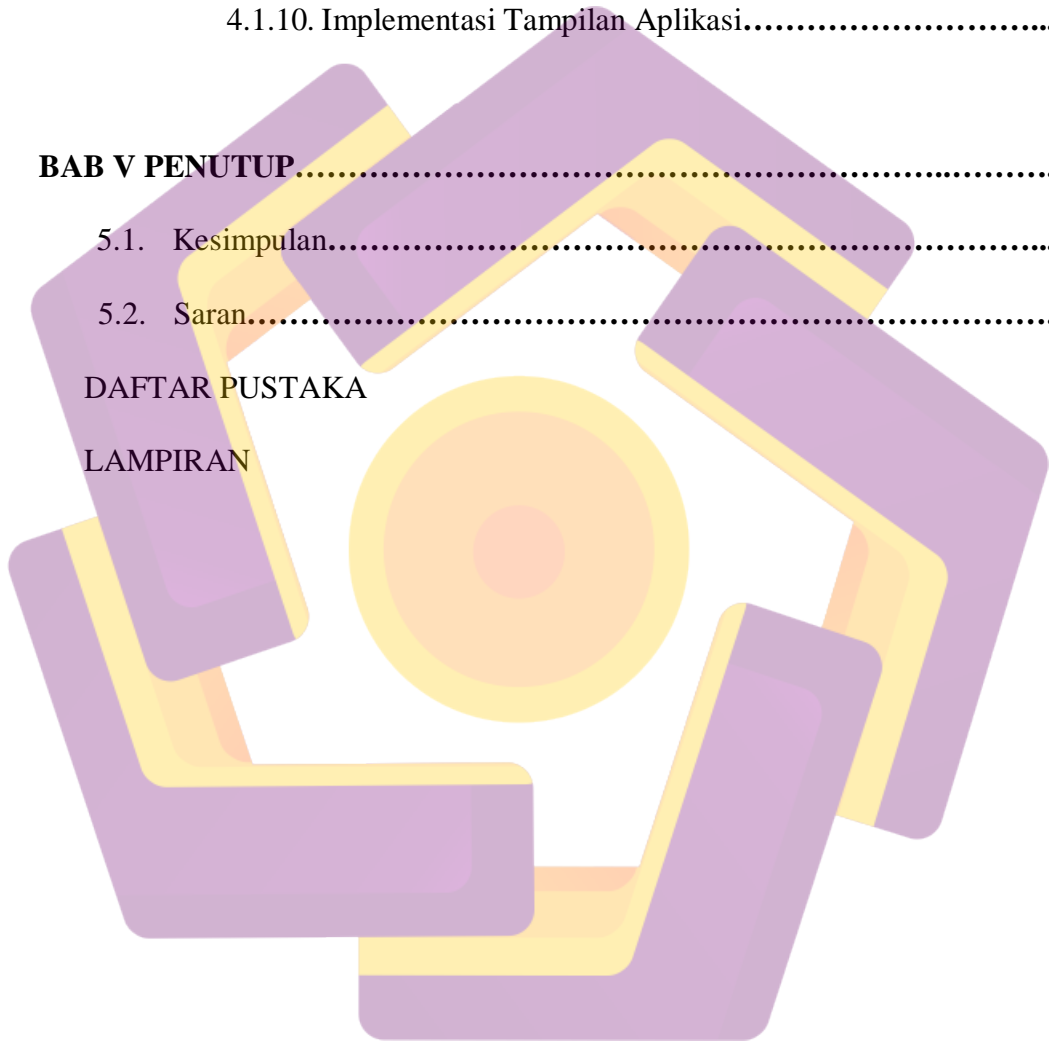 4.1.10. Implementasi Tampilan Aplikasi……………………...
BAB V PENUTUP…………………………………………………...……….
5.1. Kesimpulan………………………………………………………...
5.2. Saran……………………………………………………………….
DAFTAR PUSTAKA
LAMPIRAN